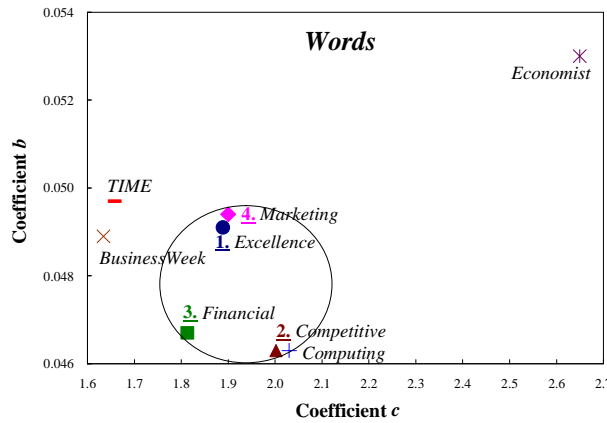 Words
0.054
0.052
0.050
0.048
0.046
Coefficient b
Economist
TIME
4. Marketing
1. Excellence
BusinessWeek
3. Financial
2. Competitive
Computing
1.6 1.7 1.8 1.9 2.0 2.1 2.2 2.3 2.4 2.5 2.6 2.7
Coefficient c